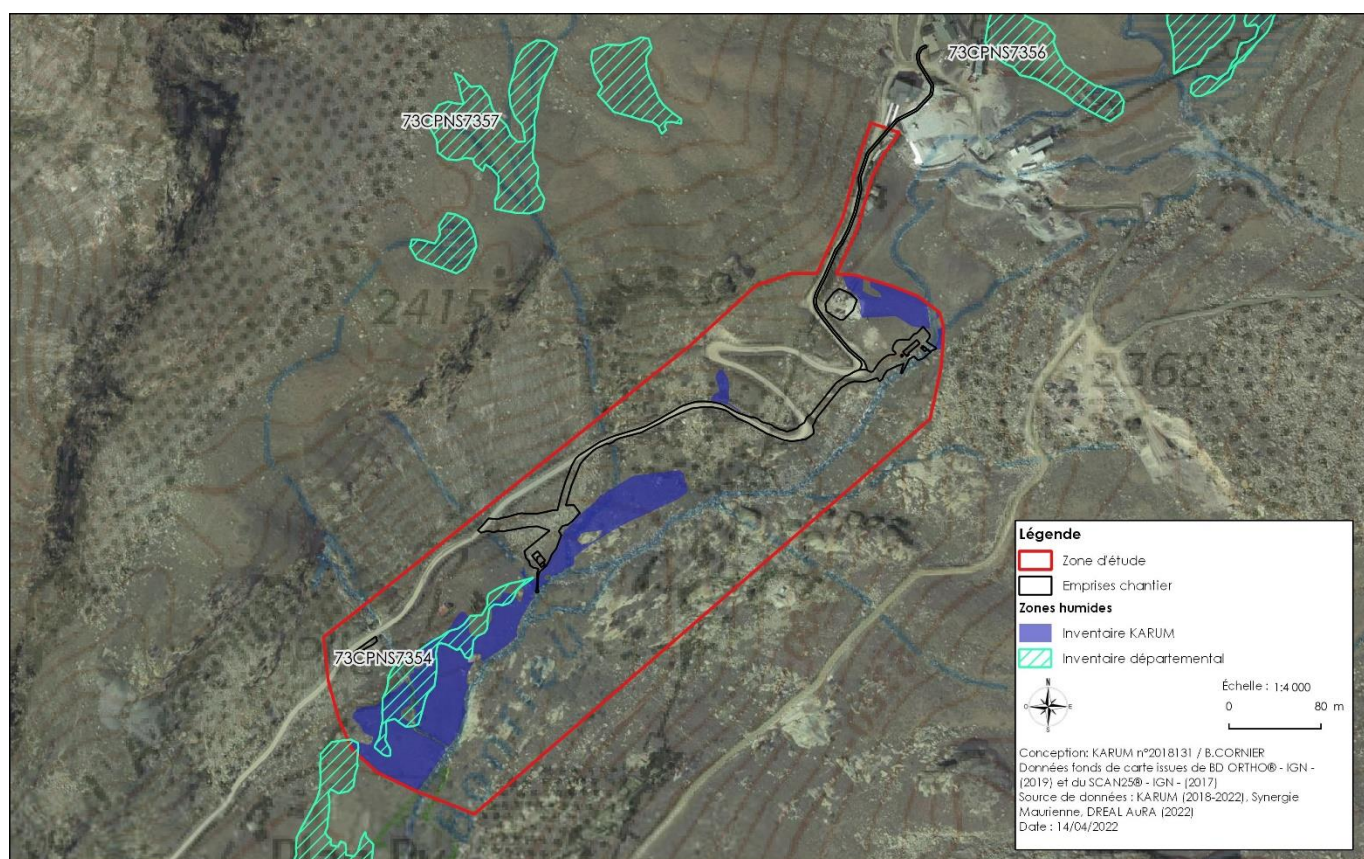 73CPNS7356
73CPNS7357
2415
2368
73CPNS7354
Légende
Zone d'étude
Emprises chantier
Zones humides
Inventaire KARUM
Inventaire départemental
N
O
E
S
Échelle : 1:4 000
0 80 m
Conception: KARUM n°2018131 / B.CORNIER
Données fonds de carte issues de BD ORTHO® - IGN -
(2019) et du SCAN25® - IGN - (2017)
Source de données : KARUM (2018-2022), Synergie
Maurienne, DREAL AuRA (2022)
Date : 14/04/2022